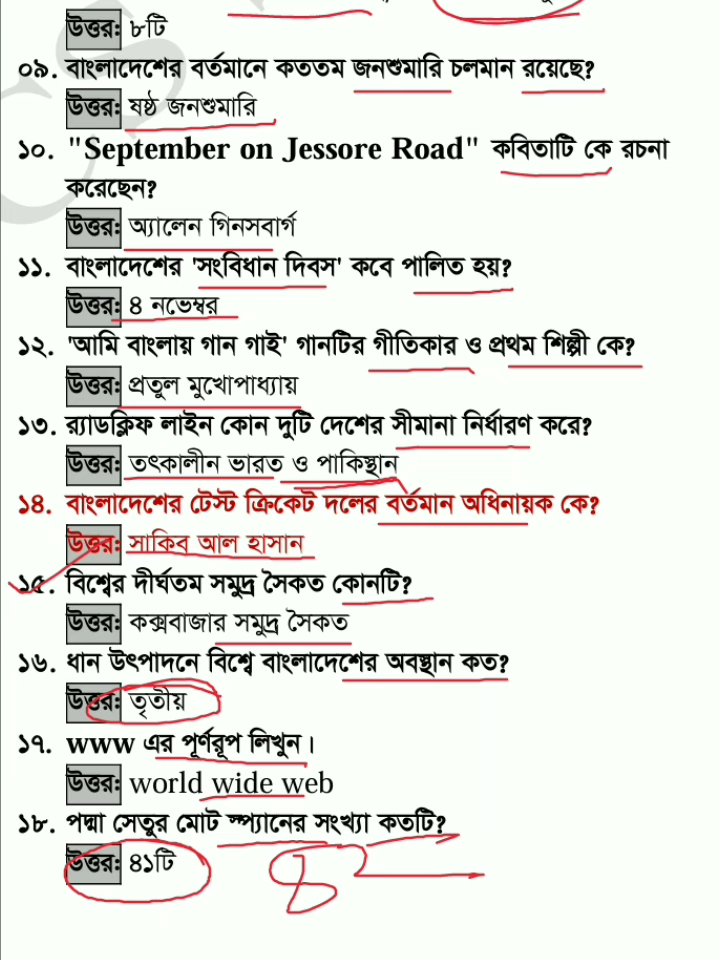 উত্তর: ৮টি
০৯. বাংলাদেশের বর্তমানে কততম জনশুমারি চলমান রয়েছে?
উত্তর: ষষ্ঠ জনশুমারি
১০. "September on Jessore Road" কবিতাটি কে রচনা
করেছেন?
উত্তর: অ্যালেন গিনসবার্গ
১১. বাংলাদেশের 'সংবিধান দিবস' কবে পালিত হয়?
উত্তর: ৪ নভেম্বর
১২. 'আমি বাংলায় গান গাই' গানটির গীতিকার ও প্রথম শিল্পী কে?
উত্তর: প্রতুল মুখোপাধ্যায়
১৩. র‍্যাডক্লিফ লাইন কোন দুটি দেশের সীমানা নির্ধারণ করে?
উত্তর: তৎকালীন ভারত ও পাকিস্থান
১৪. বাংলাদেশের টেস্ট ক্রিকেট দলের বর্তমান অধিনায়ক কে?
উত্তর: সাকিব আল হাসান
১৫. বিশ্বের দীর্ঘতম সমুদ্র সৈকত কোনটি?
উত্তর: কক্সবাজার সমুদ্র সৈকত
১৬. ধান উৎপাদনে বিশ্বে বাংলাদেশের অবস্থান কত?
উত্তর: তৃতীয়
১৭. www এর পূর্ণরূপ লিখুন।
উত্তর: world wide web
১৮. পদ্মা সেতুর মোট স্প্যানের সংখ্যা কতটি?
উত্তর: ৪১টি